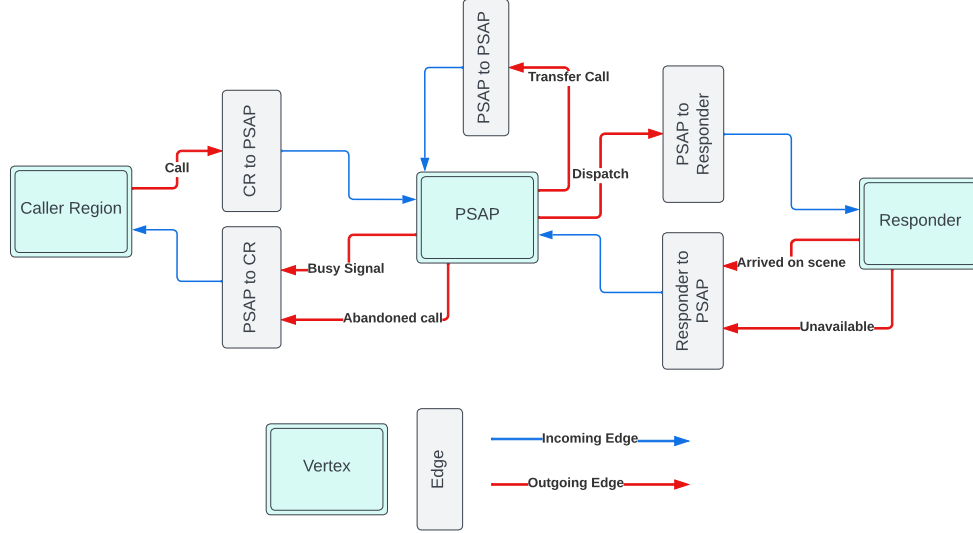 PSAP to PSAP
Transfer Call
CR to PSAP
PSAP to
Responder
Call
Dispatch
Caller Region
PSAP
Responder
Busy Signal
Arrived on scene
PSAP to CR
Responder to
PSAP
Abandoned call
Unavailable
Vertex
Edge
Incoming Edge
Outgoing Edge